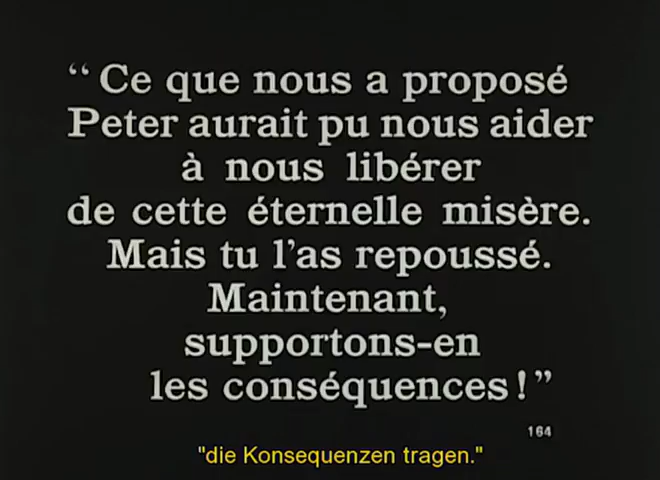 “Ce que nous a proposé
Peter aurait pu nous aider
à nous libérer
de cette éternelle misère.
Mais tu l’as repoussé.
Maintenant,
supportons-en
les conséquences !”
164
"die Konsequenzen tragen."